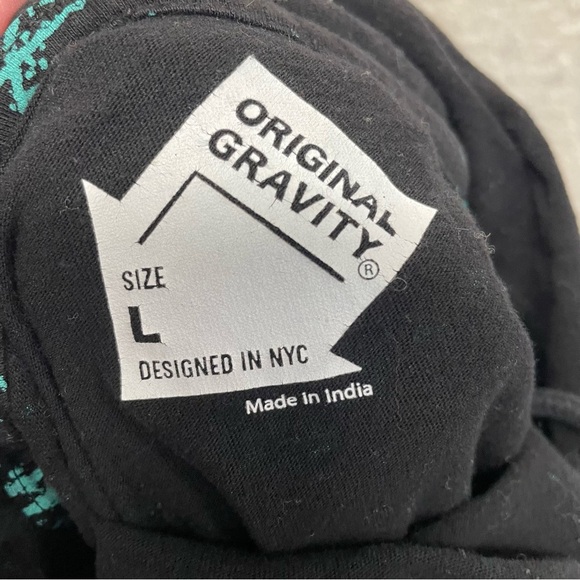 ORIGINAL
GRAVITY®
SIZE
L
DESIGNED IN NYC
Made in India